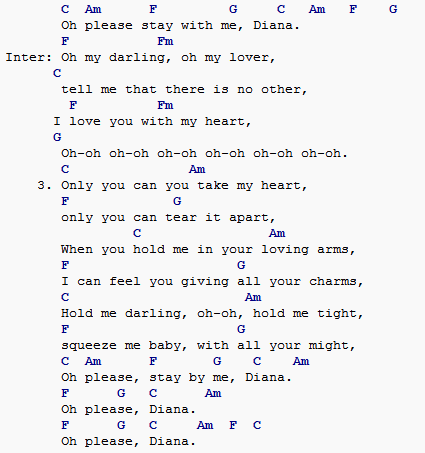 C Am F G C Am F G
Oh please stay with me, Diana.
F Fm
Inter: Oh my darling, oh my lover,
C
tell me that there is no other,
F Fm
I love you with my heart,
G
Oh-oh oh-oh oh-oh oh-oh oh-oh oh-oh.
C Am
3. Only you can you take my heart,
F G
only you can tear it apart,
C Am
When you hold me in your loving arms,
F G
I can feel you giving all your charms,
C Am
Hold me darling, oh-oh, hold me tight,
F G
squeeze me baby, with all your might,
C Am F G C Am
Oh please, stay by me, Diana.
F G C Am
Oh please, Diana.
F G C Am F C
Oh please, Diana.